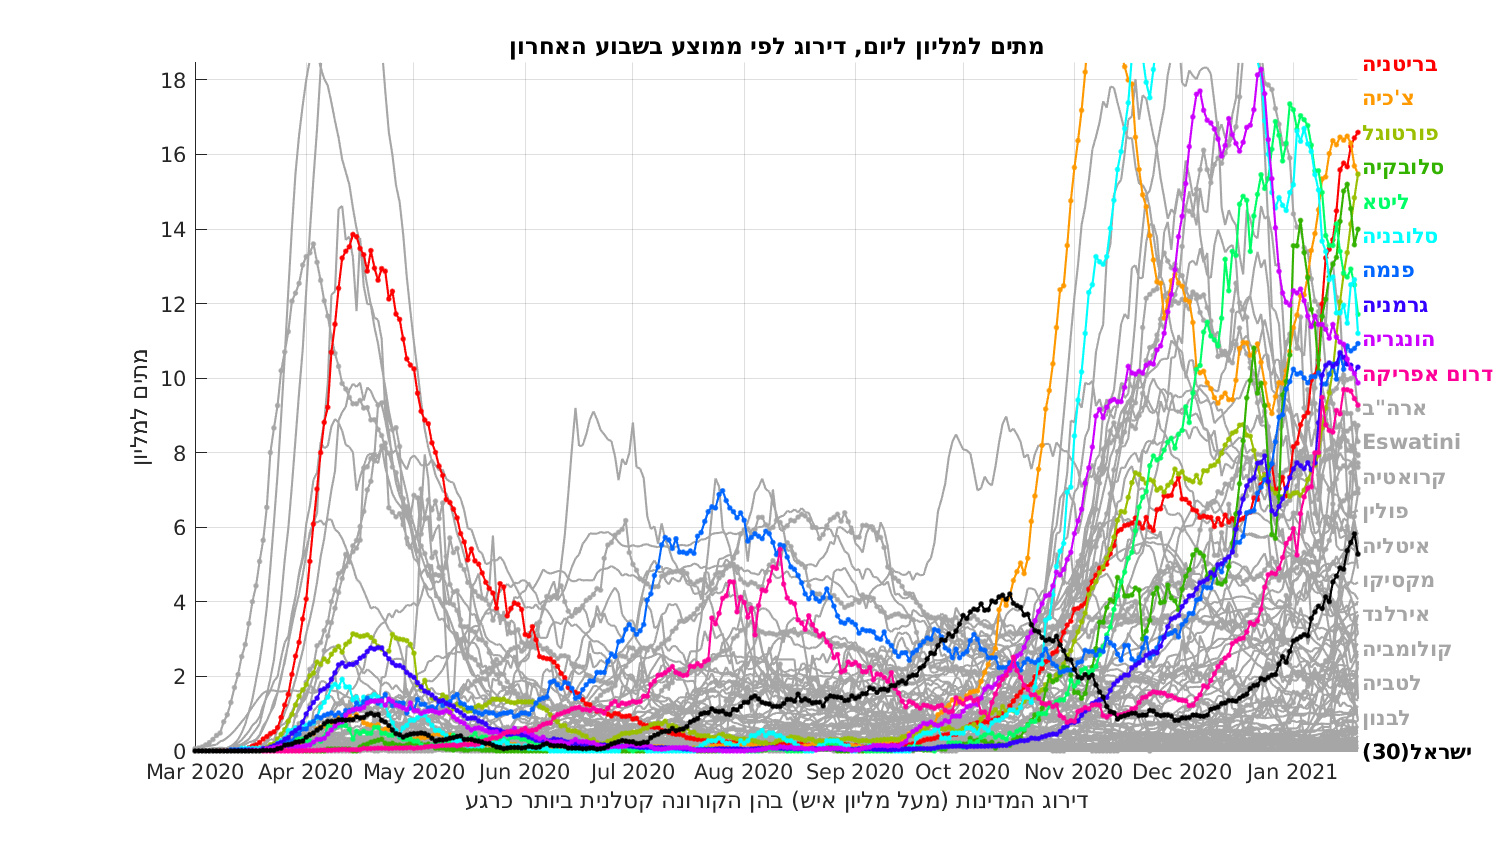 מתים למליון ליום, דירוג לפי ממוצע בשבוע האחרון
מתים למליון
18
16
14
12
10
8
6
4
2
0
Mar 2020 Apr 2020 May 2020 Jun 2020 Jul 2020 Aug 2020 Sep 2020 Oct 2020 Nov 2020 Dec 2020 Jan 2021
דירוג המדינות (מעל מליון איש) בהן הקורונה קטלנית ביותר כרגע
בריטניה
צ'כיה
פורטוגל
סלובקיה
ליטא
סלובניה
פנמה
גרמניה
הונגריה
דרום אפריקה
ארה"ב
Eswatini
קרואטיה
פולין
איטליה
מקסיקו
אירלנד
קולומביה
לטביה
לבנון
ישראל(30)